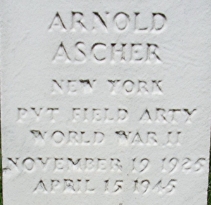 ARNOLD
ASCHER
NEW YORK
PVT FIELD ARTY
WORLD WAR II
NOVEMBER 19 1925
APRIL 15 1945